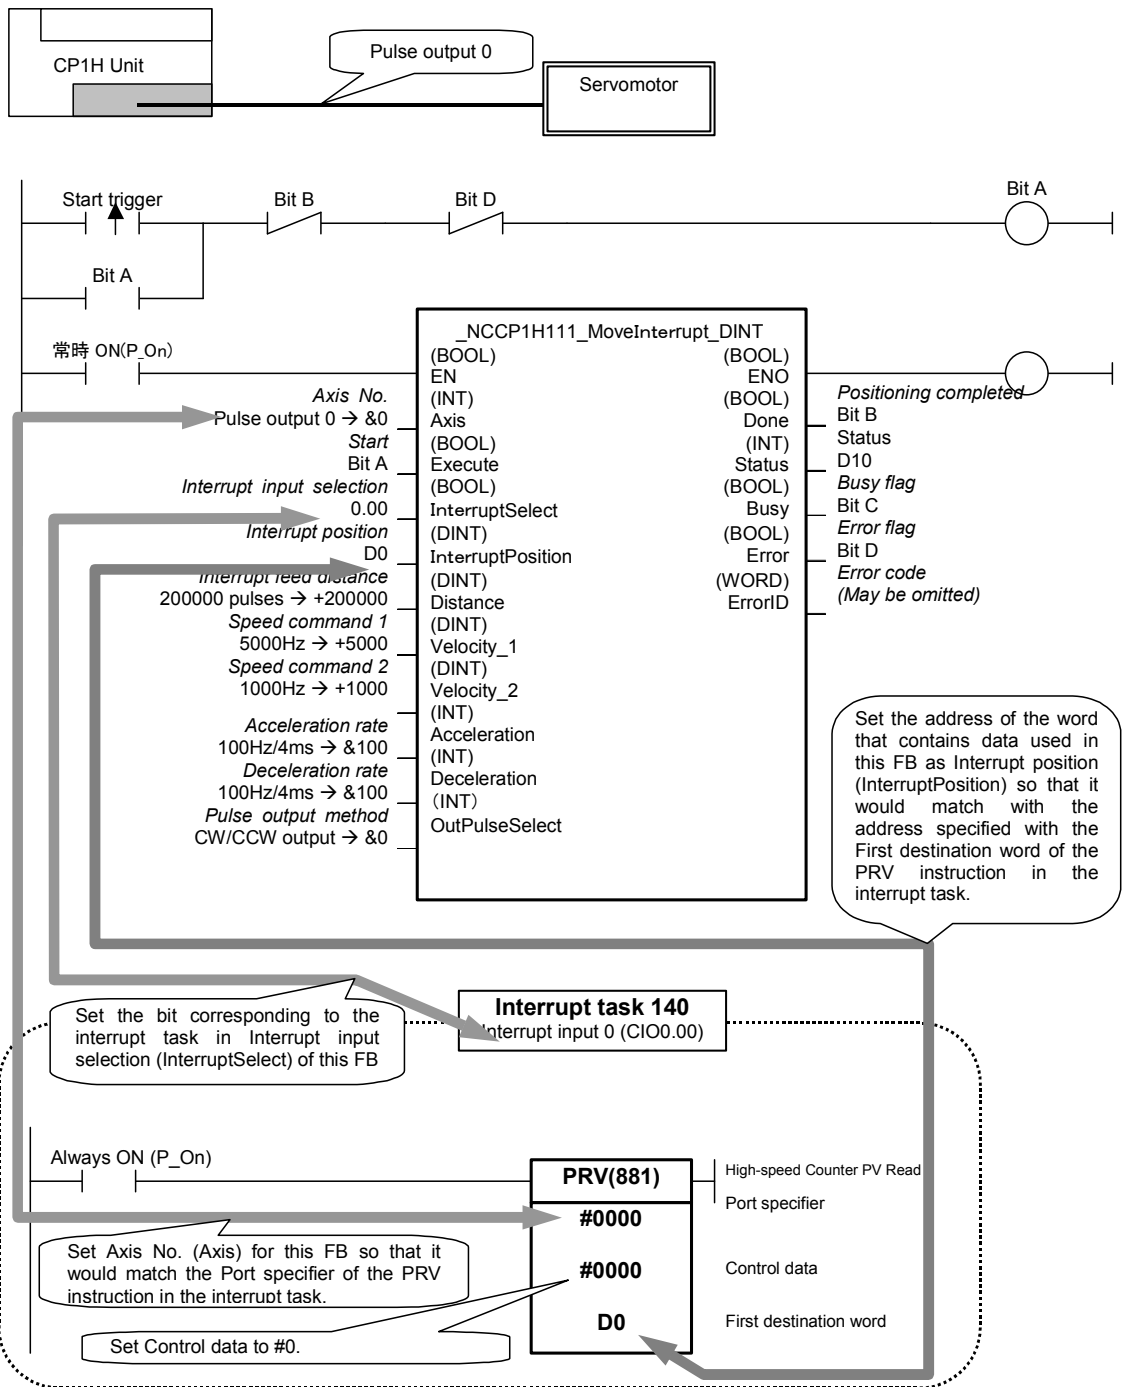 CP1H Unit
Pulse output 0
Servomotor
Start trigger
Bit B
Bit D
Bit A
Bit A
常時 ON(P_On)
_NCCP1H111_MoveInterrupt_DINT
(BOOL)
EN
(INT)
Axis
(BOOL)
Execute
(BOOL)
InterruptSelect
(DINT)
InterruptPosition
(DINT)
Distance
(DINT)
Velocity_1
(DINT)
Velocity_2
(INT)
Acceleration
(INT)
Deceleration
(INT)
OutPulseSelect
(BOOL)
ENO
(BOOL)
Done
(INT)
Status
(BOOL)
Busy
(BOOL)
Error
(WORD)
ErrorID
Axis No.
Pulse output 0 → &0
Start
Bit A
Interrupt input selection
0.00
Interrupt position
D0
Interrupt feed distance
200000 pulses → +200000
Speed command 1
5000Hz → +5000
Speed command 2
1000Hz → +1000
Acceleration rate
100Hz/4ms → &100
Deceleration rate
100Hz/4ms → &100
Pulse output method
CW/CCW output → &0
Positioning completed
Bit B
Status
D10
Busy flag
Bit C
Error flag
Bit D
Error code
(May be omitted)
Set the address of the word
that contains data used in
this FB as Interrupt position
(InterruptPosition) so that it
would match with the
address specified with the
First destination word of the
PRV instruction in the
interrupt task.
Set the bit corresponding to the
interrupt task in Interrupt input
selection (InterruptSelect) of this FB
Interrupt task 140
Interrupt input 0 (CIO0.00)
Always ON (P_On)
PRV(881)
#0000
#0000
D0
High-speed Counter PV Read
Port specifier
Control data
First destination word
Set Axis No. (Axis) for this FB so that it
would match the Port specifier of the PRV
instruction in the interrupt task.
Set Control data to #0.